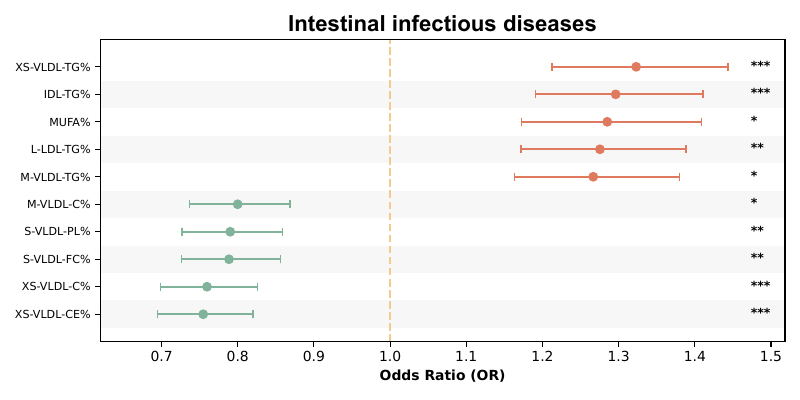 Intestinal infectious diseases
XS-VLDL-TG% ***
IDL-TG% ***
MUFA% *
L-LDL-TG% **
M-VLDL-TG% *
M-VLDL-C% *
S-VLDL-PL% **
S-VLDL-FC% **
XS-VLDL-C% ***
XS-VLDL-CE% ***
0.7 0.8 0.9 1.0 1.1 1.2 1.3 1.4 1.5
Odds Ratio (OR)